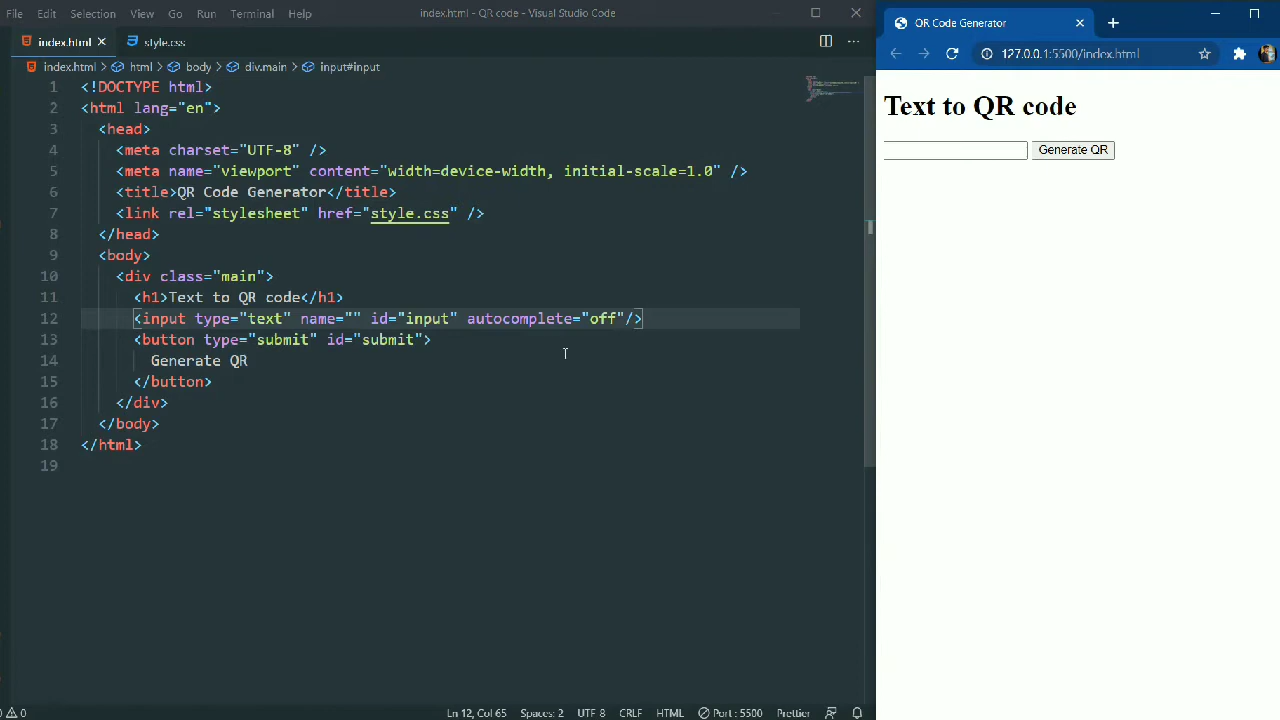 File Edit Selection View Go Run Terminal Help index.html - QR code - Visual Studio Code
index.html style.css
index.html html body div.main input#input
1 <!DOCTYPE html>
2 <html lang="en">
3 <head>
4 <meta charset="UTF-8" />
5 <meta name="viewport" content="width=device-width, initial-scale=1.0" />
6 <title>QR Code Generator</title>
7 <link rel="stylesheet" href="style.css" />
8 </head>
9 <body>
10 <div class="main">
11 <h1>Text to QR code</h1>
12 <input type="text" name="" id="input" autocomplete="off"/>
13 <button type="submit" id="submit">
14 Generate QR
15 </button>
16 </div>
17 </body>
18 </html>
19
0 Ln 12, Col 65 Spaces: 2 UTF-8 CRLF HTML Port : 5500 Prettier
QR Code Generator
127.0.0.1:5500/index.html
Text to QR code
Generate QR